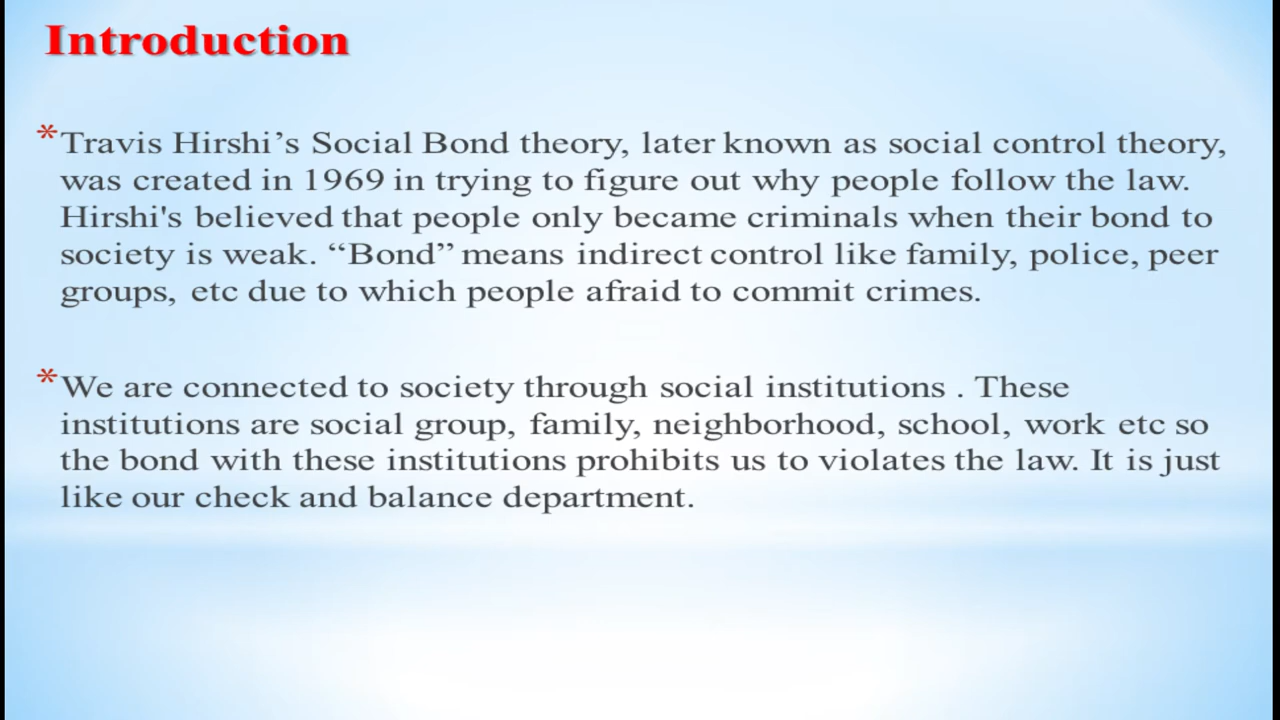 Introduction
*Travis Hirshi’s Social Bond theory, later known as social control theory,
was created in 1969 in trying to figure out why people follow the law.
Hirshi's believed that people only became criminals when their bond to
society is weak. “Bond” means indirect control like family, police, peer
groups, etc due to which people afraid to commit crimes.
*We are connected to society through social institutions . These
institutions are social group, family, neighborhood, school, work etc so
the bond with these institutions prohibits us to violates the law. It is just
like our check and balance department.